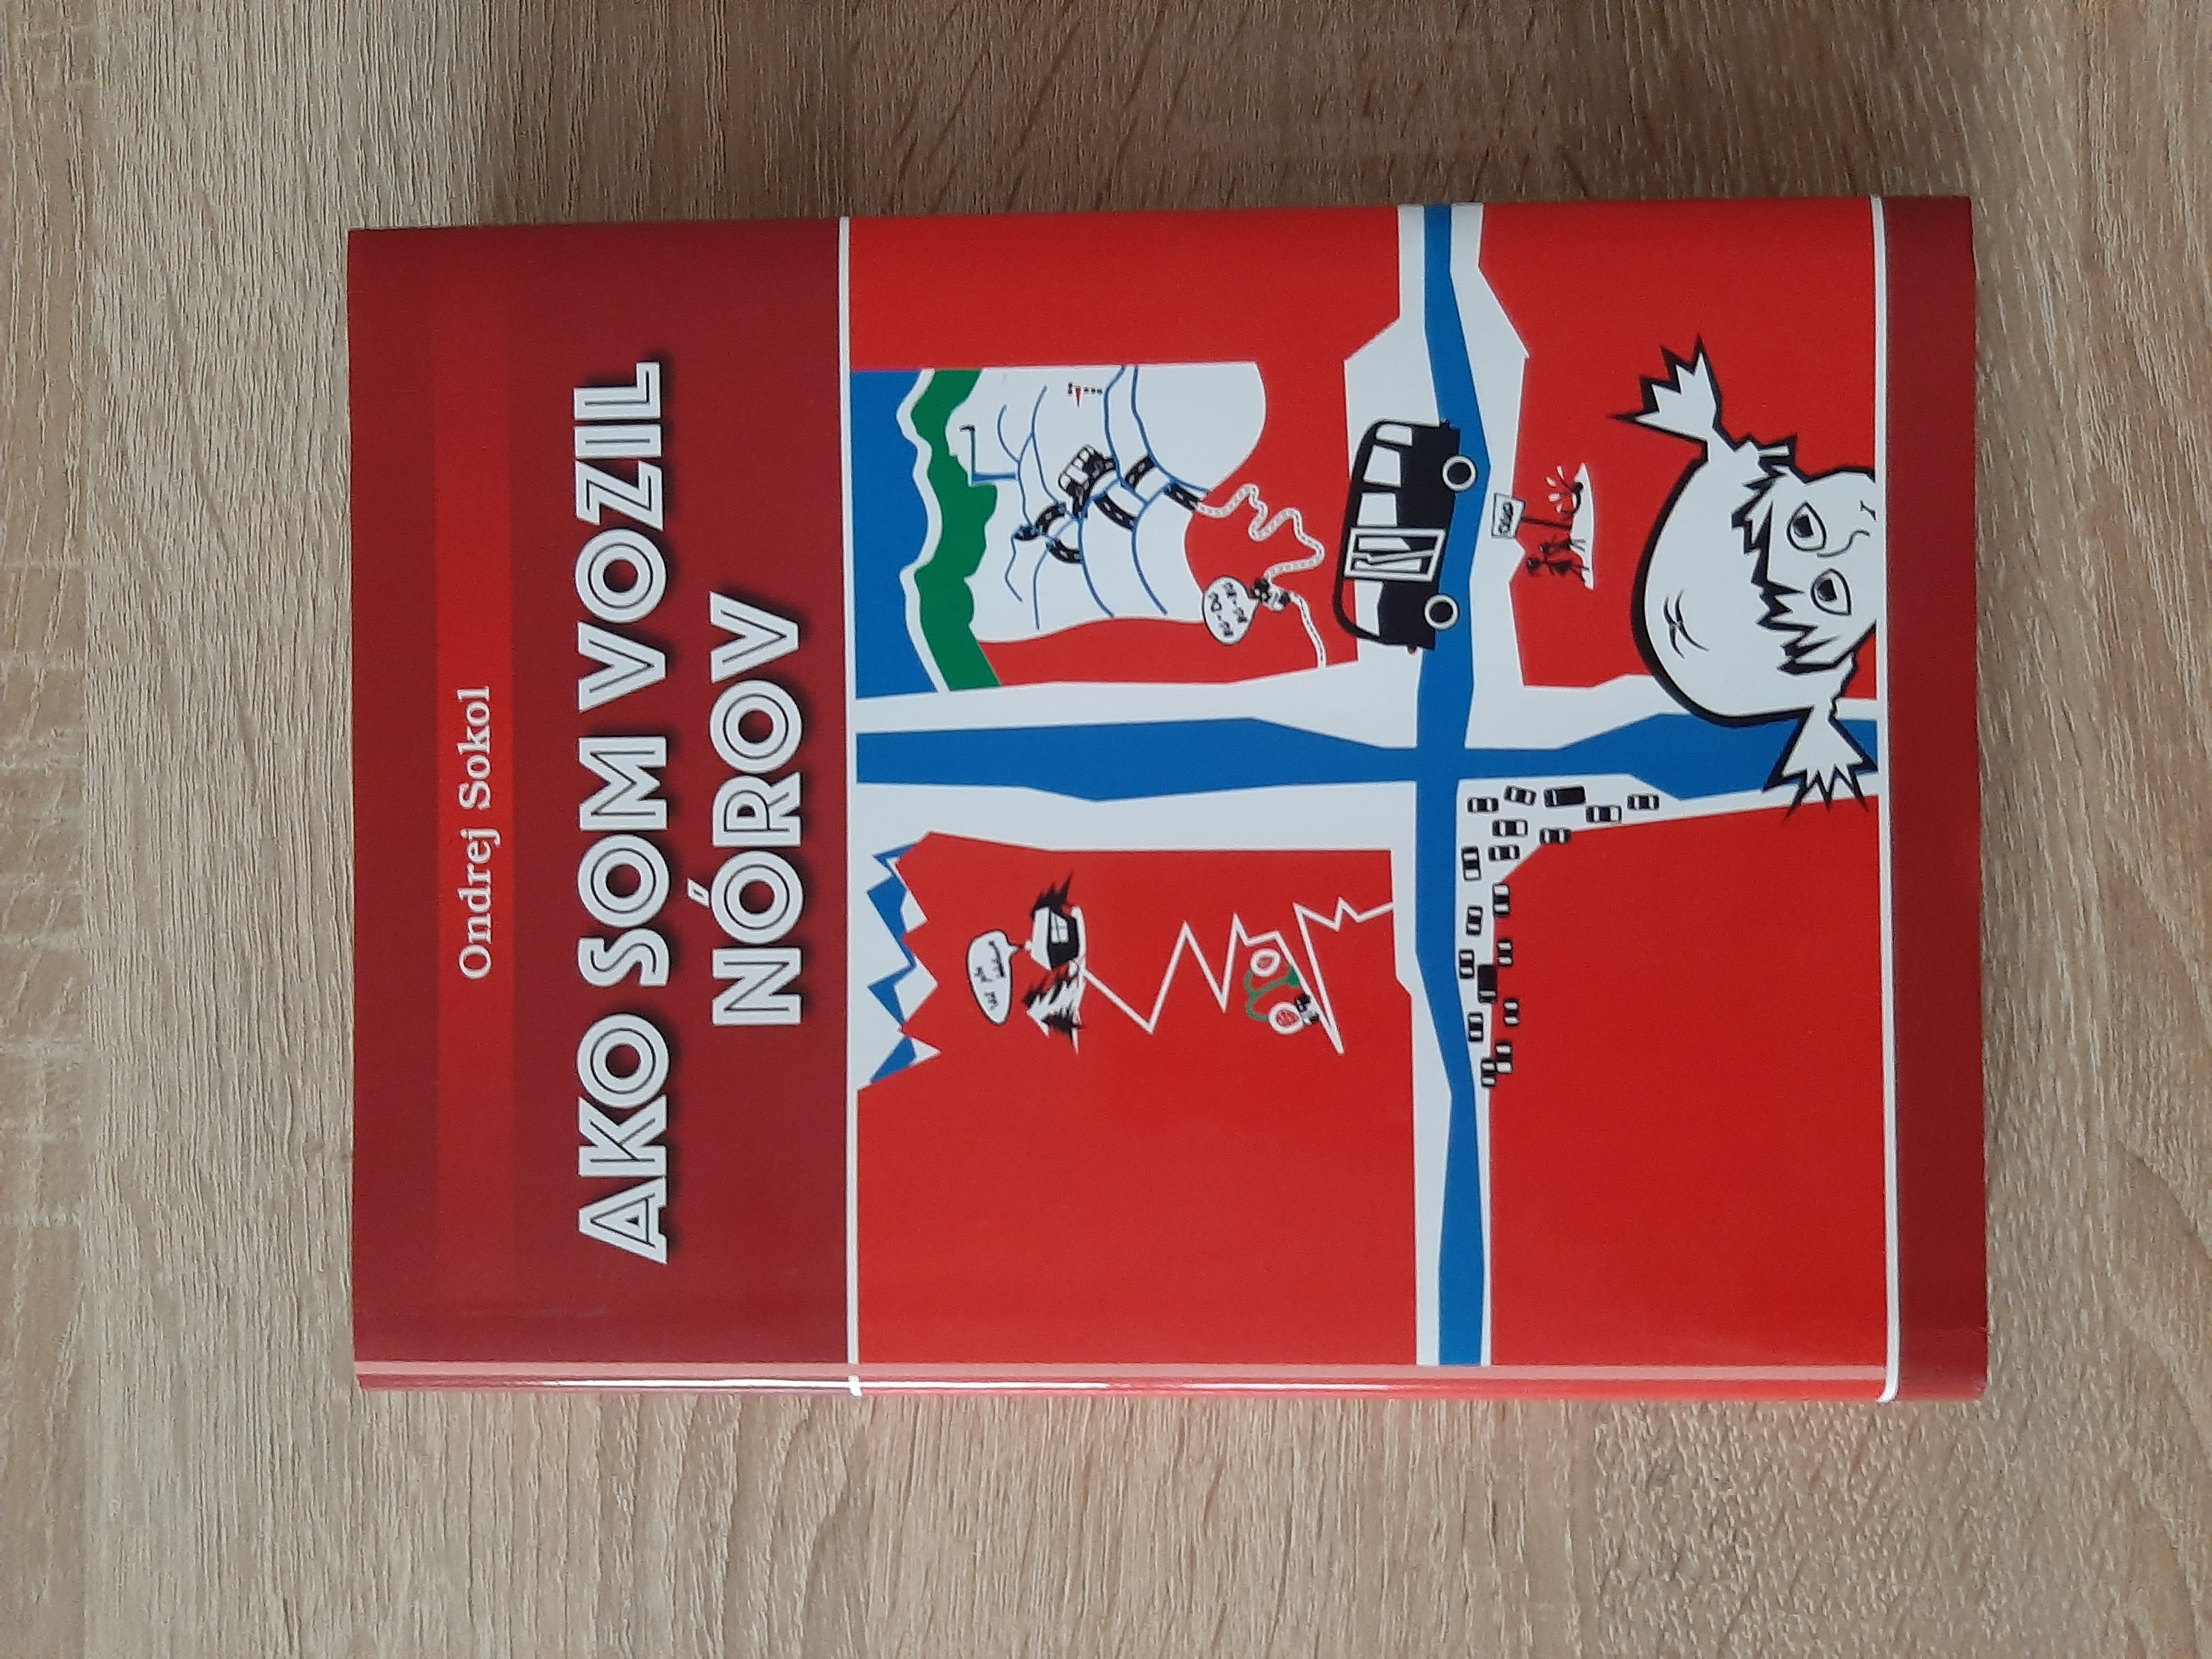 Ondrej Sokol
AKO SOM VOZIL
NÓROV